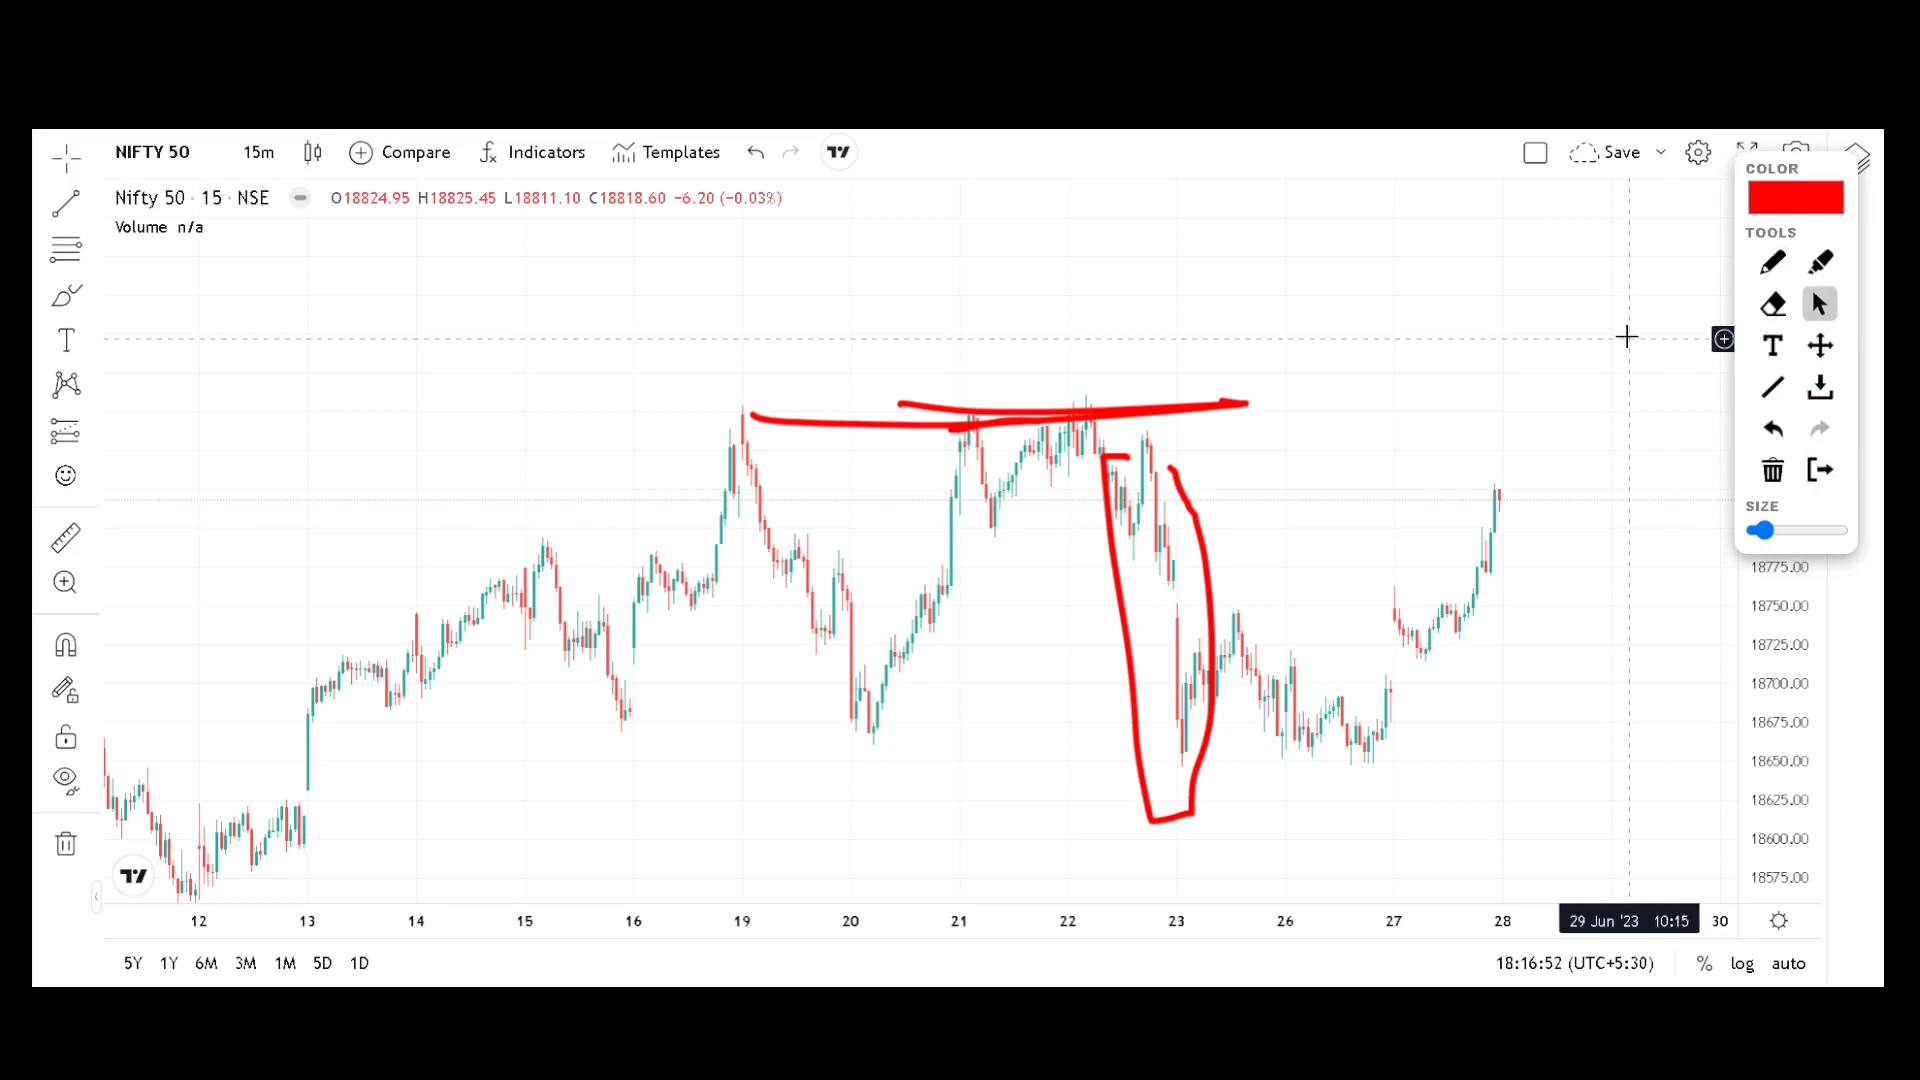 NIFTY 50 15m Compare Indicators Templates Save
Nifty 50 · 15 · NSE O18824.95 H18825.45 L18811.10 C18818.60 −6.20 (−0.03%)
Volume n/a
COLOR
TOOLS
T
SIZE
18775.00
18750.00
18725.00
18700.00
18675.00
18650.00
18625.00
18600.00
18575.00
12 13 14 15 16 19 20 21 22 23 26 27 28 29 Jun '23 10:15 30
5Y 1Y 6M 3M 1M 5D 1D 18:16:52 (UTC+5:30) % log auto